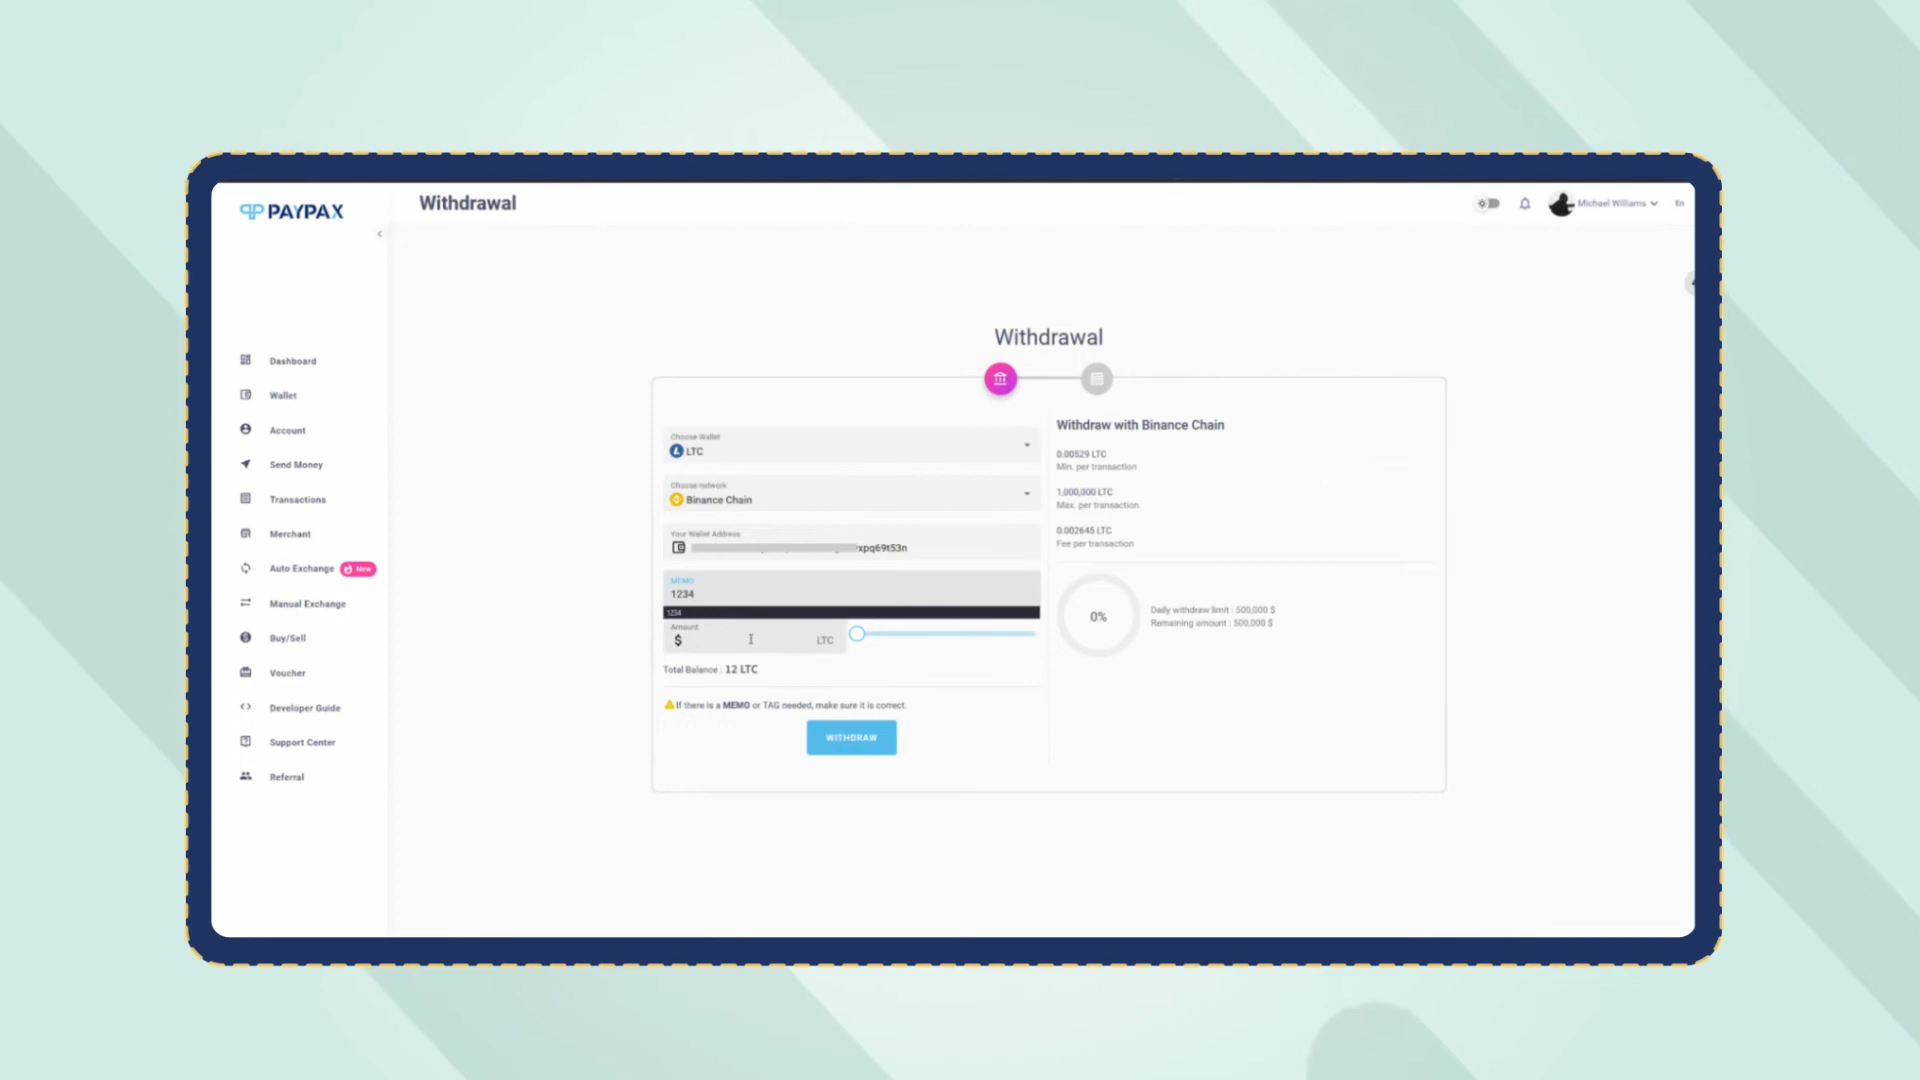 PAYPAX
Withdrawal
Michael Williams
En
Dashboard
Wallet
Account
Send Money
Transactions
Merchant
Auto Exchange New
Manual Exchange
Buy/Sell
Voucher
Developer Guide
Support Center
Referral
Withdrawal
Choose Wallet
LTC
Choose network
Binance Chain
Your Wallet Address
xpq69t53n
MEMO
1234
1234
Amount
$ LTC
Total Balance : 12 LTC
If there is a MEMO or TAG needed, make sure it is correct.
WITHDRAW
Withdraw with Binance Chain
0.00529 LTC
Min. per transaction
1,000,000 LTC
Max. per transaction
0.002645 LTC
Fee per transaction
0%
Daily withdraw limit : 500,000 $
Remaining amount : 500,000 $